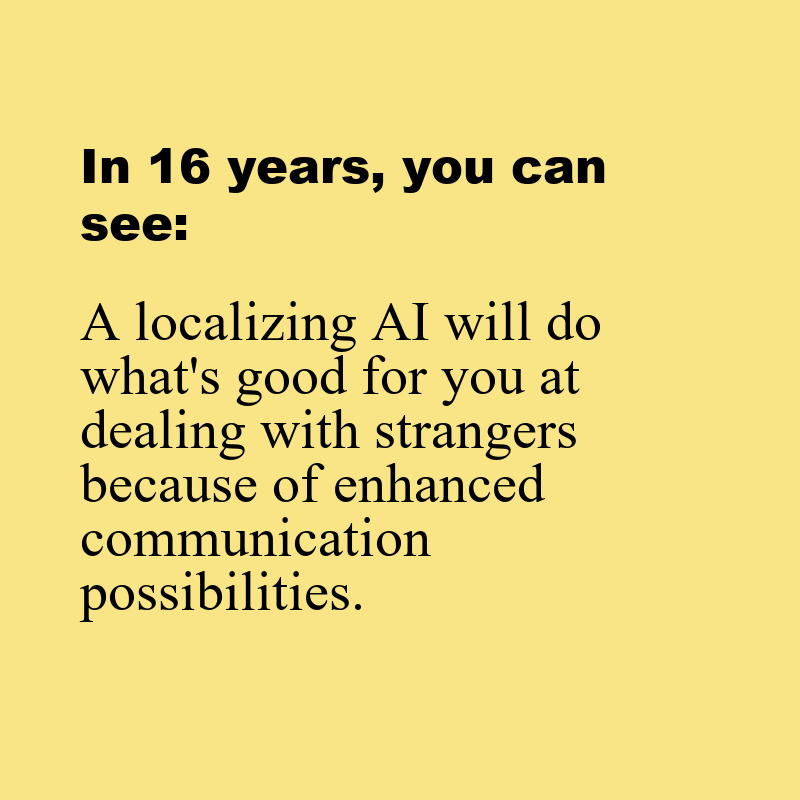 In 16 years, you can
see:
A localizing AI will do
what's good for you at
dealing with strangers
because of enhanced
communication
possibilities.